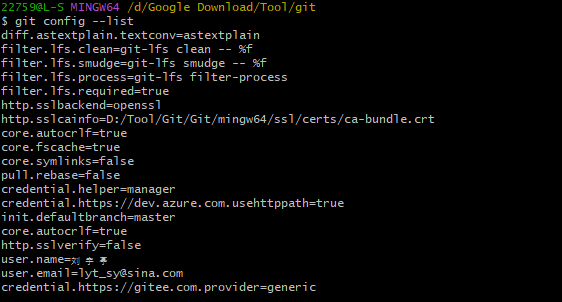 22759@L-S MINGW64 /d/Google Download/Tool/git
$ git config --list
diff.astextplain.textconv=astextplain
filter.lfs.clean=git-lfs clean -- %f
filter.lfs.smudge=git-lfs smudge -- %f
filter.lfs.process=git-lfs filter-process
filter.lfs.required=true
http.sslbackend=openssl
http.sslcainfo=D:/Tool/Git/Git/mingw64/ssl/certs/ca-bundle.crt
core.autocrlf=true
core.fscache=true
core.symlinks=false
pull.rebase=false
credential.helper=manager
credential.https://dev.azure.com.usehttppath=true
init.defaultbranch=master
core.autocrlf=true
http.sslverify=false
user.name=刘
user.email=lyt_sy@sina.com
credential.https://gitee.com.provider=generic